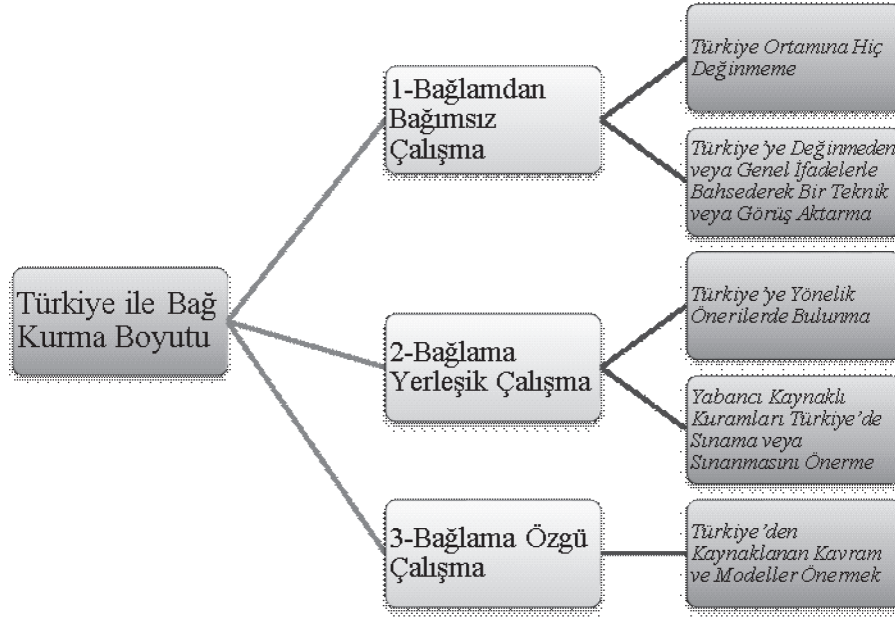 Türkiye ile Bağ
Kurma Boyutu
1-Bağlamdan
Bağımsız
Çalışma
Türkiye Ortamına Hiç
Değinmeme
Türkiye'ye Değinmeden
veya Genel İfadelerle
Bahsederek Bir Teknik
veya Görüş Aktarma
2-Bağlama
Yerleşik Çalışma
Türkiye'ye Yönelik
Önerilerde Bulunma
Yabancı Kaynaklı
Kuramları Türkiye'de
Sınama veya
Sınanmasını Önerme
3-Bağlama Özgü
Çalışma
Türkiye'den
Kaynaklanan Kavram
ve Modeller Önermek